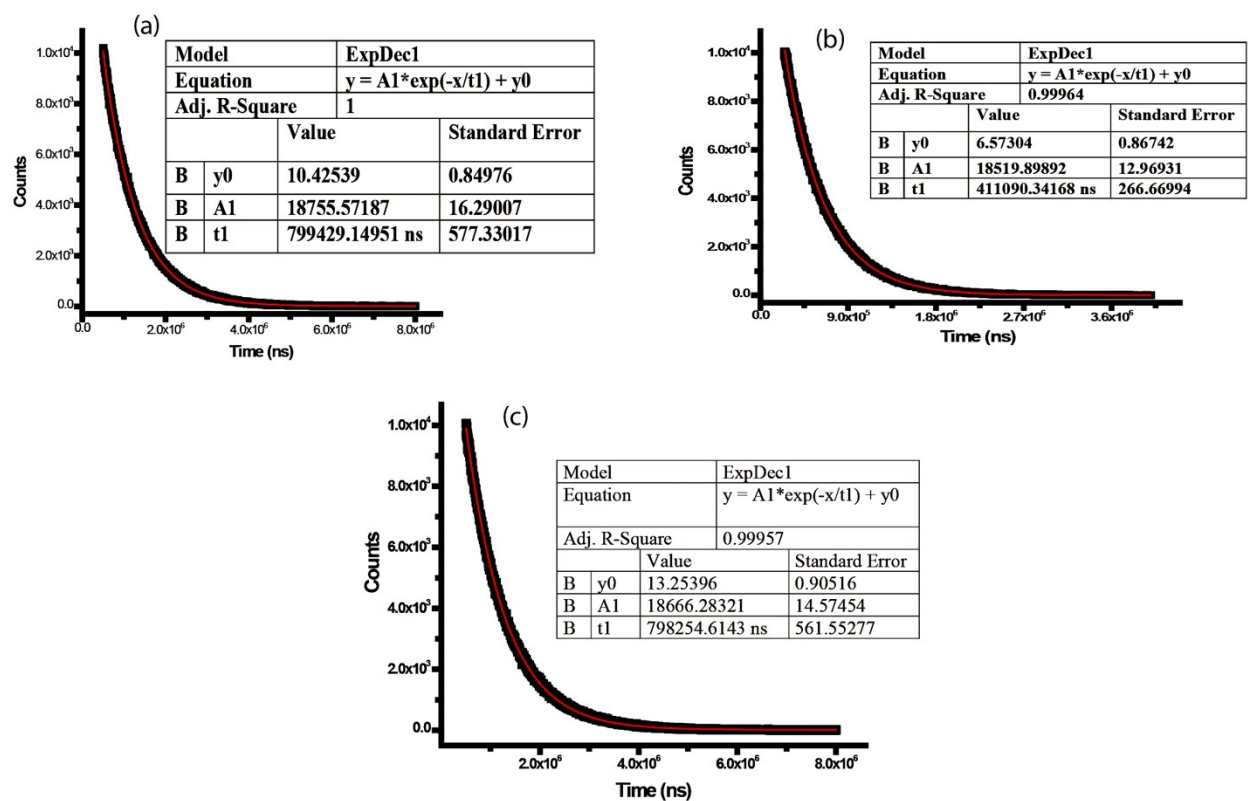 (a)
Counts
1.0x10⁴
8.0x10³
6.0x10³
4.0x10³
2.0x10³
0.0
0.0 2.0x10⁶ 4.0x10⁶ 6.0x10⁶ 8.0x10⁶
Time (ns)
Model ExpDec1
Equation y = A1*exp(-x/t1) + y0
Adj. R-Square 1
Value Standard Error
B y0 10.42539 0.84976
B A1 18755.57187 16.29007
B t1 799429.14951 ns 577.33017
(b)
Counts
1.0x10⁴
8.0x10³
6.0x10³
4.0x10³
2.0x10³
0.0
0.0 9.0x10⁵ 1.8x10⁶ 2.7x10⁶ 3.6x10⁶
Time (ns)
Model ExpDec1
Equation y = A1*exp(-x/t1) + y0
Adj. R-Square 0.99964
Value Standard Error
B y0 6.57304 0.86742
B A1 18519.89892 12.96931
B t1 411090.34168 ns 266.66994
(c)
Counts
1.0x10⁴
8.0x10³
6.0x10³
4.0x10³
2.0x10³
0.0
2.0x10⁶ 4.0x10⁶ 6.0x10⁶ 8.0x10⁶
Time (ns)
Model ExpDec1
Equation y = A1*exp(-x/t1) + y0
Adj. R-Square 0.99957
Value Standard Error
B y0 13.25396 0.90516
B A1 18666.28321 14.57454
B t1 798254.6143 ns 561.55277